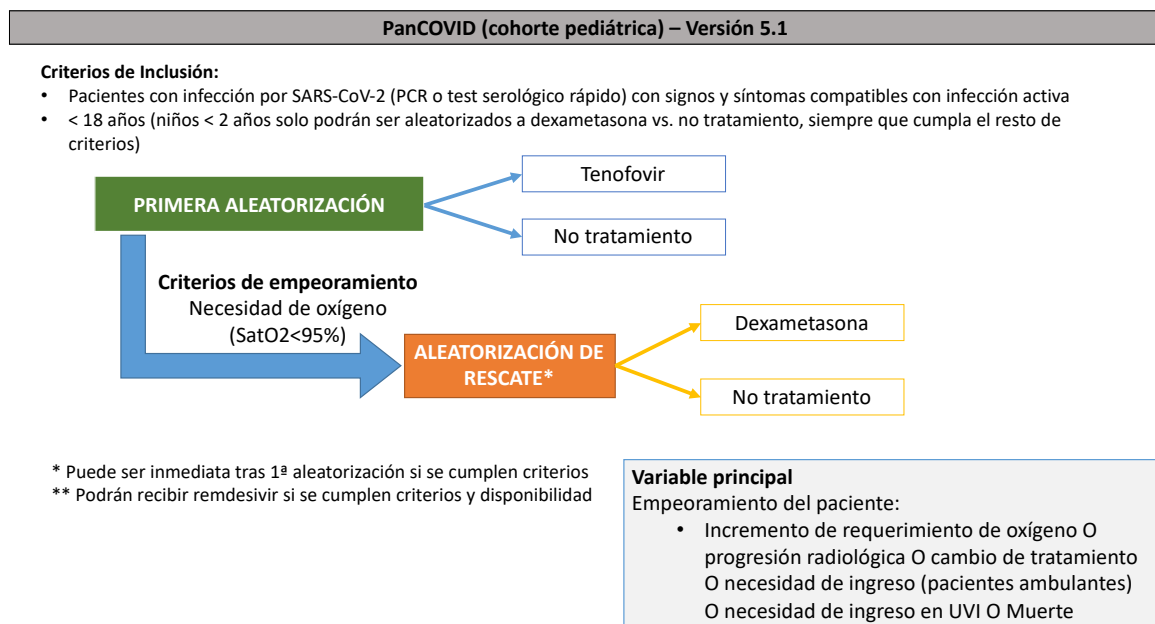 PanCOVID (cohorte pediátrica) – Versión 5.1
Criterios de Inclusión:
• Pacientes con infección por SARS-CoV-2 (PCR o test serológico rápido) con signos y síntomas compatibles con infección activa
• < 18 años (niños < 2 años solo podrán ser aleatorizados a dexametasona vs. no tratamiento, siempre que cumpla el resto de
criterios)
PRIMERA ALEATORIZACIÓN
Tenofovir
No tratamiento
Criterios de empeoramiento
Necesidad de oxígeno
(SatO2<95%)
ALEATORIZACIÓN DE
RESCATE*
Dexametasona
No tratamiento
* Puede ser inmediata tras 1ª aleatorización si se cumplen criterios
** Podrán recibir remdesivir si se cumplen criterios y disponibilidad
Variable principal
Empeoramiento del paciente:
• Incremento de requerimiento de oxígeno O
progresión radiológica O cambio de tratamiento
O necesidad de ingreso (pacientes ambulantes)
O necesidad de ingreso en UVI O Muerte